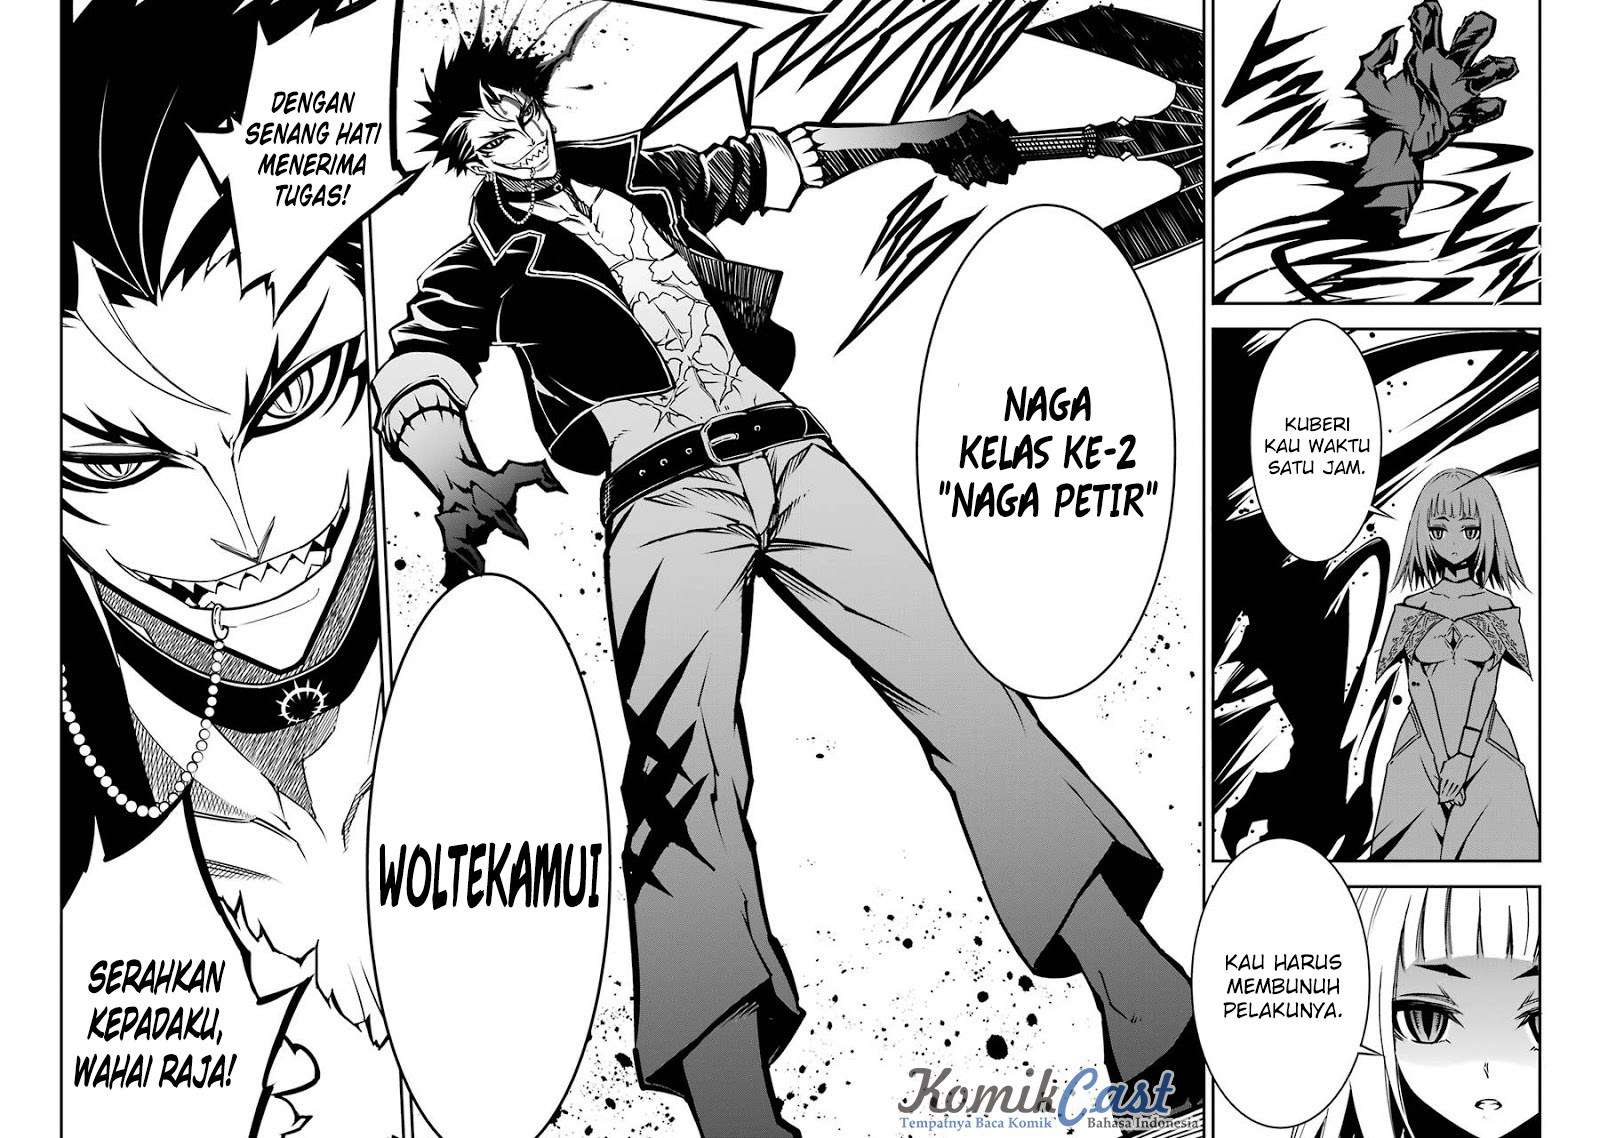 KUBERI
KAU WAKTU
SATU JAM.
KAU HARUS
MEMBUNUH
PELAKUNYA.
NAGA
KELAS KE-2
"NAGA PETIR"
WOLTEKAMUI
DENGAN
SENANG HATI
MENERIMA
TUGAS!
SERAHKAN
KEPADAKU,
WAHAI RAJA!
KomikCast
Tempatnya Baca Komik Bahasa Indonesia